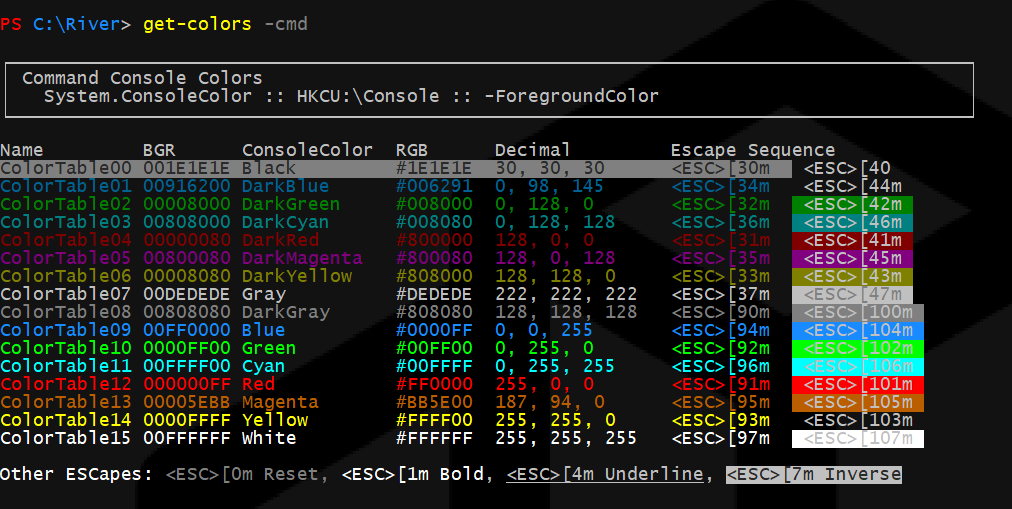 PS C:\River> get-colors -cmd
Command Console Colors
System.ConsoleColor :: HKCU:\Console :: -ForegroundColor
Name BGR ConsoleColor RGB Decimal Escape Sequence
ColorTable00 001E1E1E Black #1E1E1E 30, 30, 30 <ESC>[30m <ESC>[40
ColorTable01 00916200 DarkBlue #006291 0, 98, 145 <ESC>[34m <ESC>[44m
ColorTable02 00008000 DarkGreen #008000 0, 128, 0 <ESC>[32m <ESC>[42m
ColorTable03 00808000 DarkCyan #008080 0, 128, 128 <ESC>[36m <ESC>[46m
ColorTable04 00000080 DarkRed #800000 128, 0, 0 <ESC>[31m <ESC>[41m
ColorTable05 00800080 DarkMagenta #800080 128, 0, 128 <ESC>[35m <ESC>[45m
ColorTable06 00008080 DarkYellow #808000 128, 128, 0 <ESC>[33m <ESC>[43m
ColorTable07 00DEDEDE Gray #DEDEDE 222, 222, 222 <ESC>[37m <ESC>[47m
ColorTable08 00808080 DarkGray #808080 128, 128, 128 <ESC>[90m <ESC>[100m
ColorTable09 00FF0000 Blue #0000FF 0, 0, 255 <ESC>[94m <ESC>[104m
ColorTable10 0000FF00 Green #00FF00 0, 255, 0 <ESC>[92m <ESC>[102m
ColorTable11 00FFFF00 Cyan #00FFFF 0, 255, 255 <ESC>[96m <ESC>[106m
ColorTable12 000000FF Red #FF0000 255, 0, 0 <ESC>[91m <ESC>[101m
ColorTable13 00005EBB Magenta #BB5E00 187, 94, 0 <ESC>[95m <ESC>[105m
ColorTable14 0000FFFF Yellow #FFFF00 255, 255, 0 <ESC>[93m <ESC>[103m
ColorTable15 00FFFFFF White #FFFFFF 255, 255, 255 <ESC>[97m <ESC>[107m
Other ESCapes: <ESC>[0m Reset, <ESC>[1m Bold, <ESC>[4m Underline, <ESC>[7m Inverse